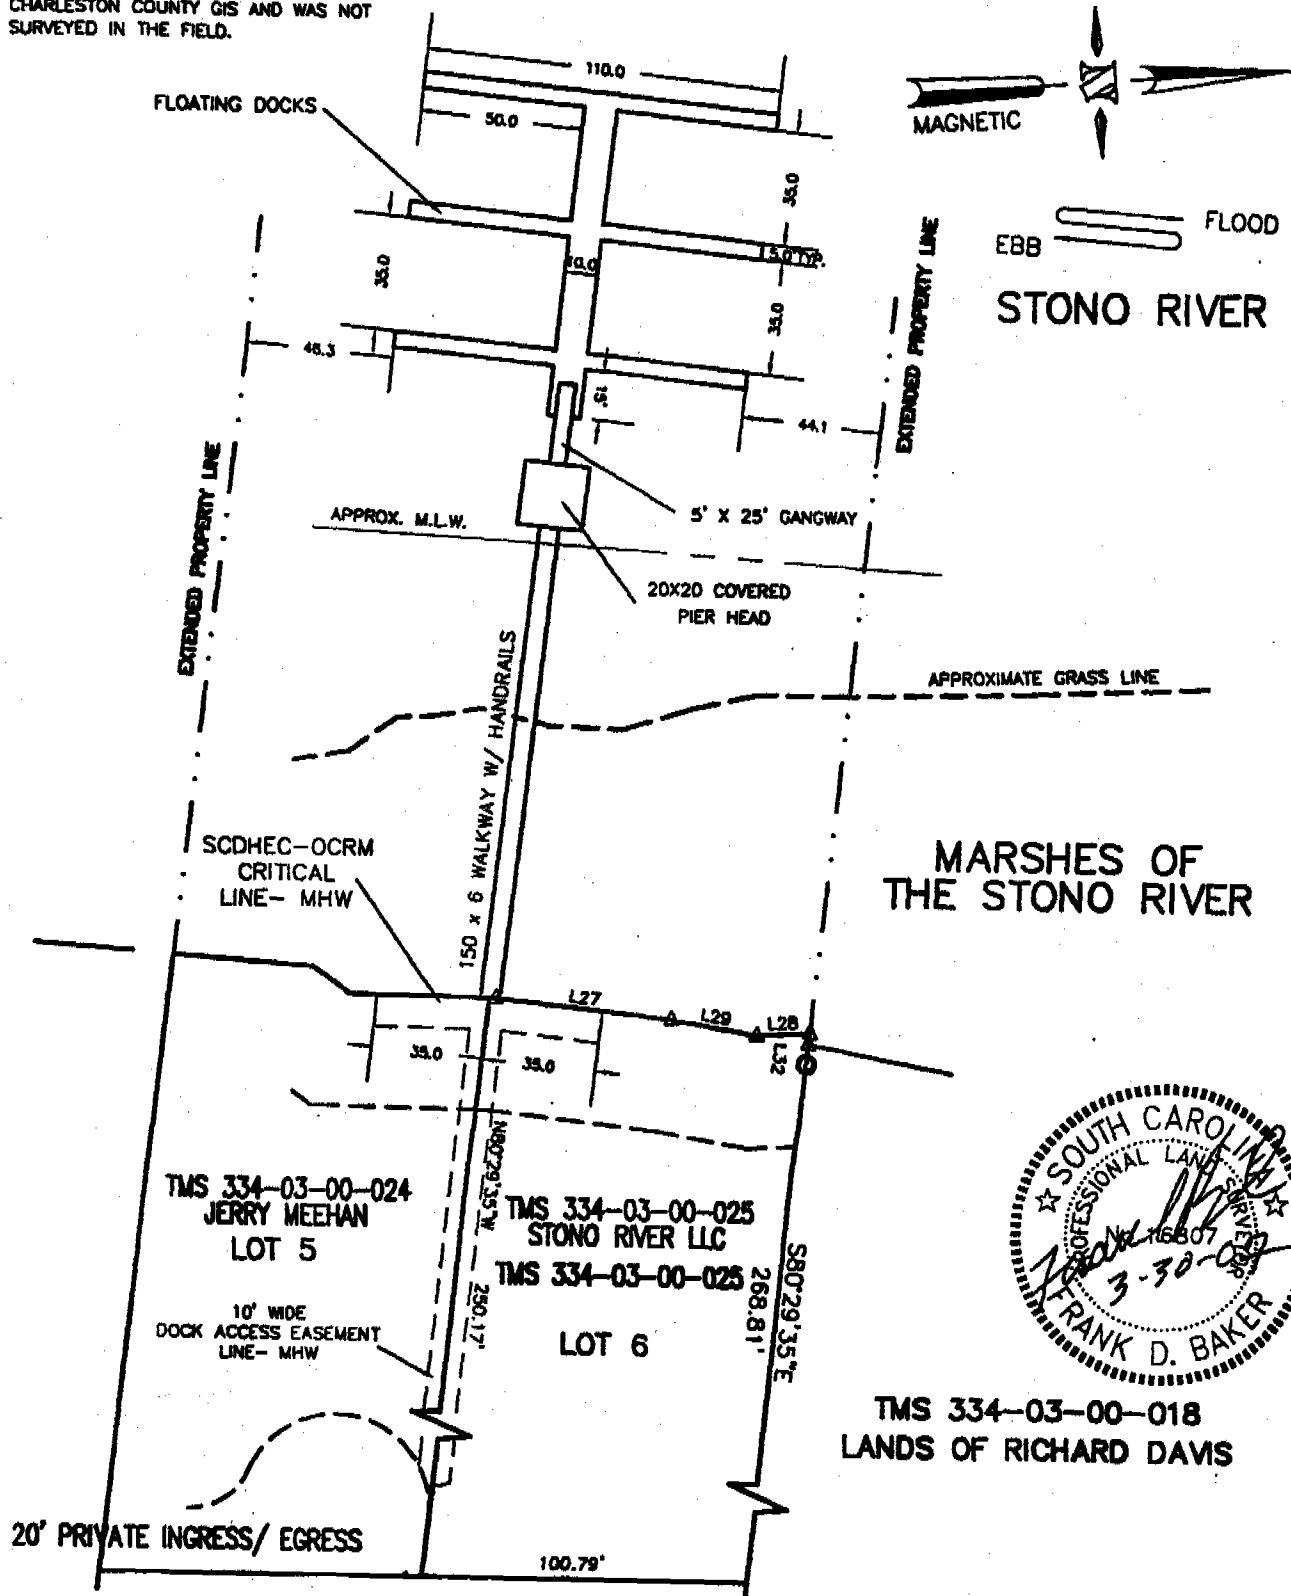 CHARLESTON COUNTY GIS AND WAS NOT
SURVEYED IN THE FIELD.
110.0
FLOATING DOCKS
50.0
MAGNETIC
35.0
FLOOD
EBB
EXTENDED PROPERTY LINE
5.0 TYP.
10.0
35.0
STONO RIVER
35.0
46.3
15'
44.1
EXTENDED PROPERTY LINE
5' X 25' GANGWAY
APPROX. M.L.W.
20X20 COVERED
PIER HEAD
150 x 6 WALKWAY W/ HANDRAILS
APPROXIMATE GRASS LINE
SCDHEC-OCRM
CRITICAL
LINE- MHW
MARSHES OF
THE STONO RIVER
L27
L29
L28
L32
35.0
35.0
N80°29'35"W
250.17'
TMS 334-03-00-024
JERRY MEEHAN
LOT 5
TMS 334-03-00-025
STONO RIVER LLC
TMS 334-03-00-025
LOT 6
S80°29'35"E
268.81'
10' WIDE
DOCK ACCESS EASEMENT
LINE- MHW
SOUTH CAROLINA
PROFESSIONAL LAND SURVEYOR
No. 16807
3-30-0
FRANK D. BAKER
TMS 334-03-00-018
LANDS OF RICHARD DAVIS
20' PRIVATE INGRESS/ EGRESS
100.79'